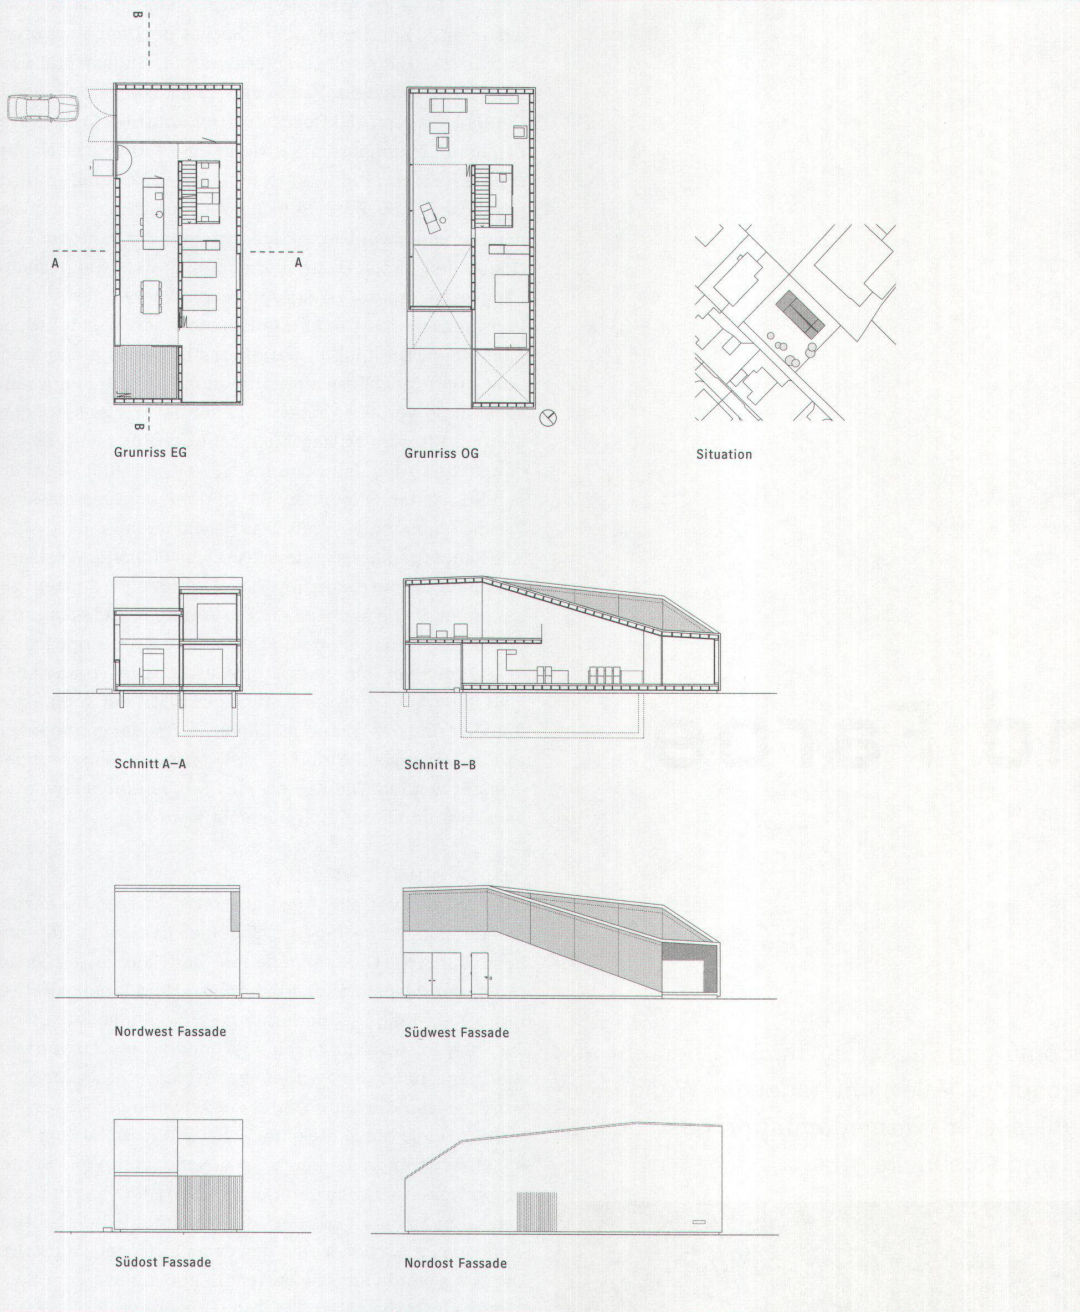 B
A
A
B
Grunriss EG
Grunriss OG
Situation
Schnitt A–A
Schnitt B–B
Nordwest Fassade
Südwest Fassade
Südost Fassade
Nordost Fassade